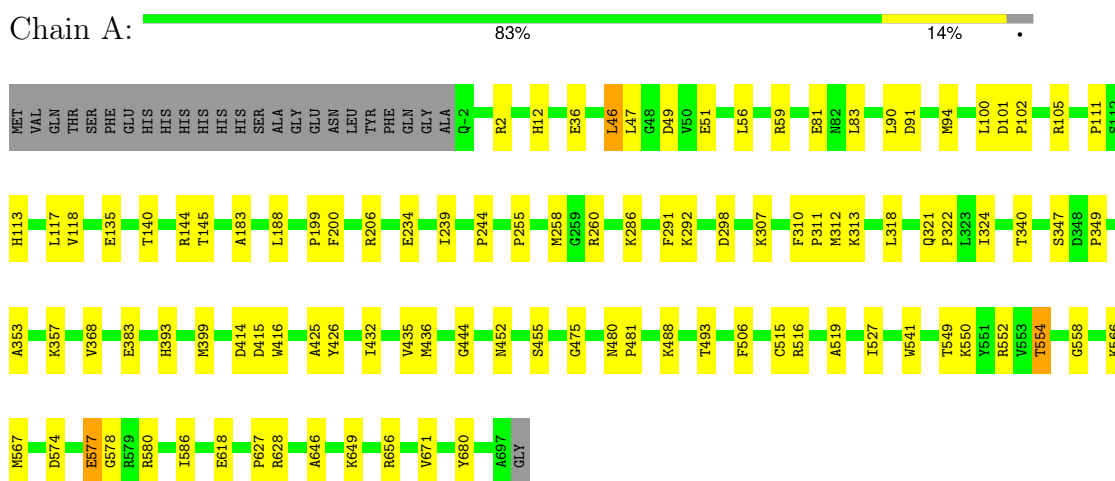 Chain A:
83% 14% •
MET VAL GLN THR SER PHE GLU HIS HIS HIS HIS HIS HIS SER ALA GLY GLU ASN LEU TYR PHE GLN GLY ALA Q-2 R2 H12 E36 L46 L47 G48 D49 V50 E51 L56 R59 E81 N82 L83 L90 D91 M94 L100 D101 P102 R105 P111 S112
H113 L117 V118 E135 T140 R144 T145 A183 L188 P199 F200 R206 E234 I239 P244 P255 M258 G259 R260 K286 F291 K292 D298 K307 F310 P311 M312 K313 L318 Q321 P322 L323 I324 T340 S347 D348 P349
A353 K357 V368 E383 H393 M399 D414 D415 W416 A425 Y426 I432 V435 M436 G444 N452 S455 G475 N480 P481 K488 T493 F506 C515 R516 A519 I527 W541 T549 K550 Y551 R552 V553 T554 G558 K566
M567 D574 E577 G578 R579 R580 I586 E618 P627 R628 A646 K649 R656 V671 Y680 A697 GLY